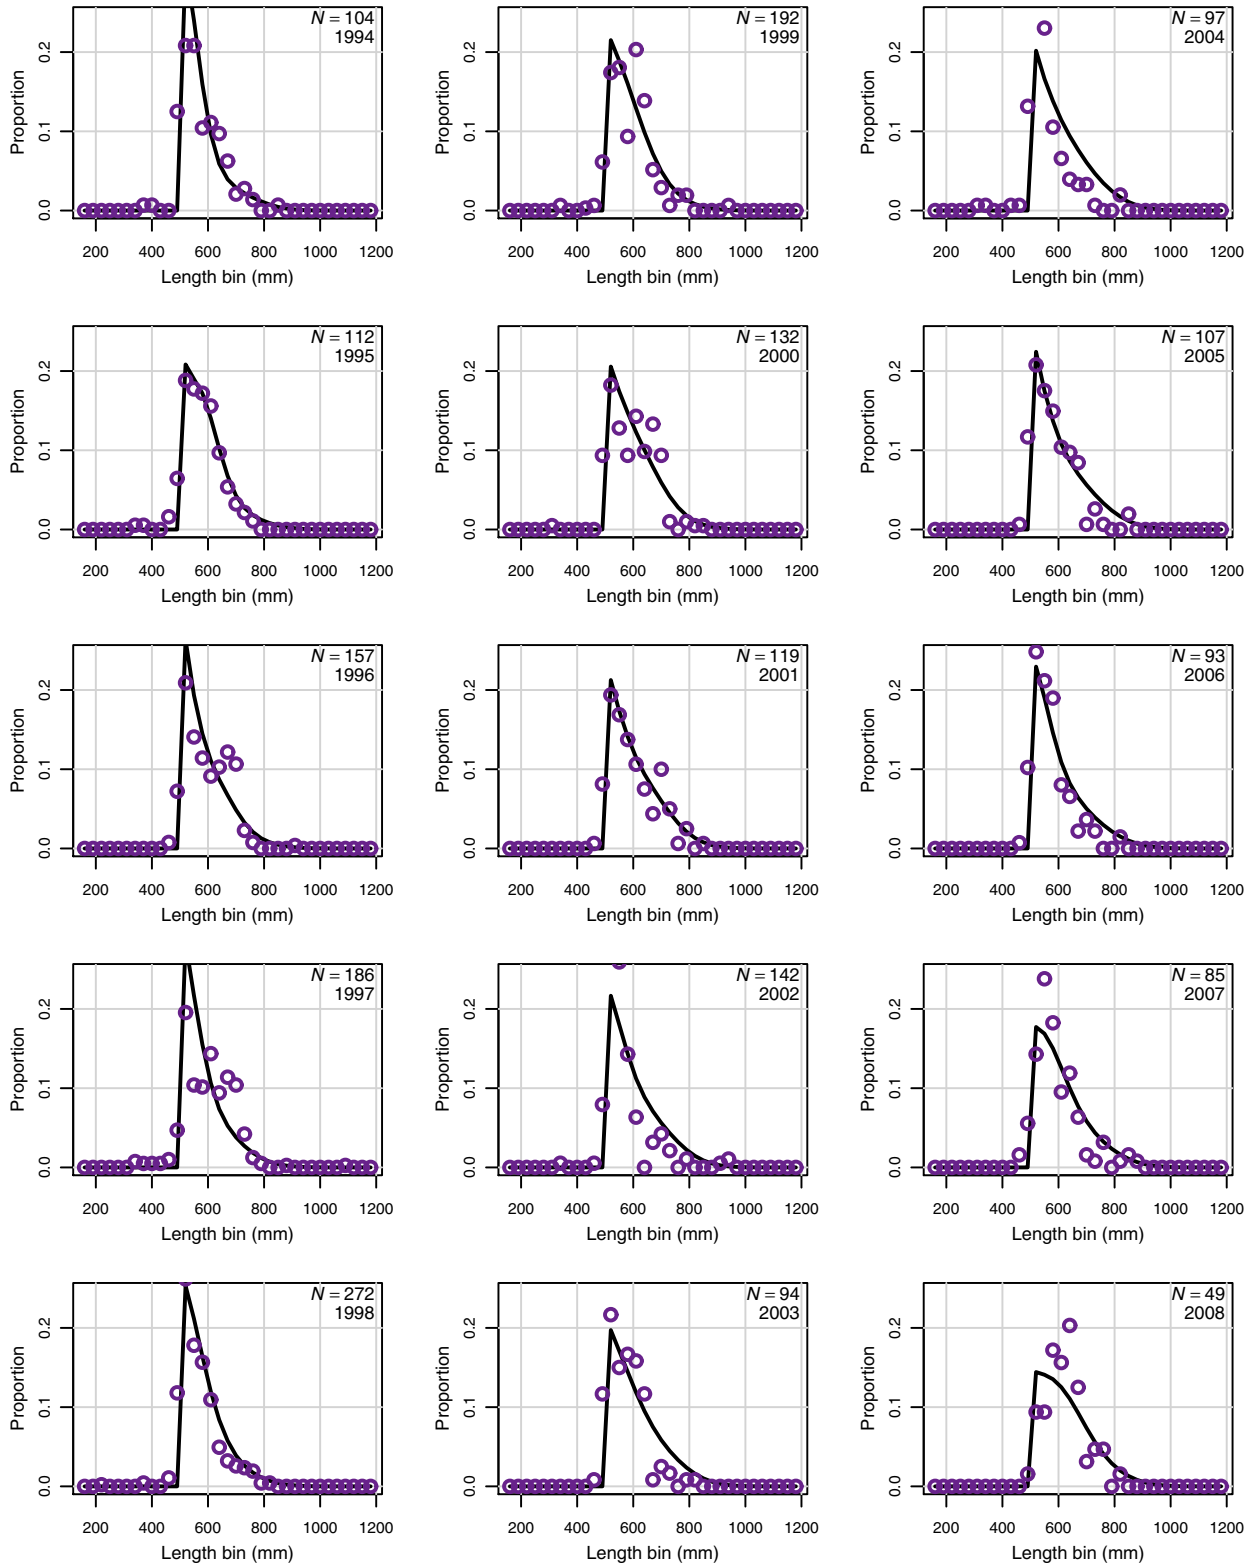 N = 104
1994
Proportion
0.0 0.1 0.2
200 400 600 800 1000 1200
Length bin (mm)
N = 192
1999
Proportion
0.0 0.1 0.2
200 400 600 800 1000 1200
Length bin (mm)
N = 97
2004
Proportion
0.0 0.1 0.2
200 400 600 800 1000 1200
Length bin (mm)
N = 112
1995
Proportion
0.0 0.1 0.2
200 400 600 800 1000 1200
Length bin (mm)
N = 132
2000
Proportion
0.0 0.1 0.2
200 400 600 800 1000 1200
Length bin (mm)
N = 107
2005
Proportion
0.0 0.1 0.2
200 400 600 800 1000 1200
Length bin (mm)
N = 157
1996
Proportion
0.0 0.1 0.2
200 400 600 800 1000 1200
Length bin (mm)
N = 119
2001
Proportion
0.0 0.1 0.2
200 400 600 800 1000 1200
Length bin (mm)
N = 93
2006
Proportion
0.0 0.1 0.2
200 400 600 800 1000 1200
Length bin (mm)
N = 186
1997
Proportion
0.0 0.1 0.2
200 400 600 800 1000 1200
Length bin (mm)
N = 142
2002
Proportion
0.0 0.1 0.2
200 400 600 800 1000 1200
Length bin (mm)
N = 85
2007
Proportion
0.0 0.1 0.2
200 400 600 800 1000 1200
Length bin (mm)
N = 272
1998
Proportion
0.0 0.1 0.2
200 400 600 800 1000 1200
Length bin (mm)
N = 94
2003
Proportion
0.0 0.1 0.2
200 400 600 800 1000 1200
Length bin (mm)
N = 49
2008
Proportion
0.0 0.1 0.2
200 400 600 800 1000 1200
Length bin (mm)